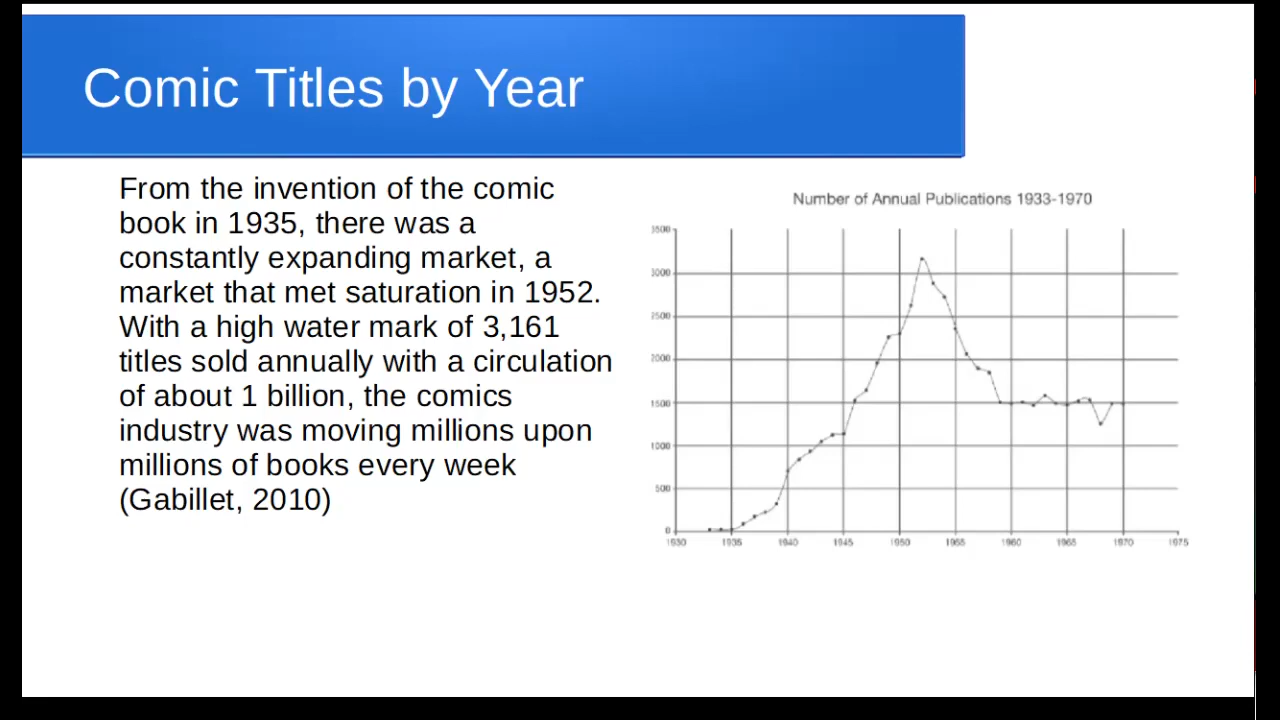 Comic Titles by Year
From the invention of the comic
book in 1935, there was a
constantly expanding market, a
market that met saturation in 1952.
With a high water mark of 3,161
titles sold annually with a circulation
of about 1 billion, the comics
industry was moving millions upon
millions of books every week
(Gabillet, 2010)
Number of Annual Publications 1933-1970
3500
3000
2500
2000
1500
1000
500
0
1930 1935 1940 1945 1950 1955 1960 1965 1970 1975